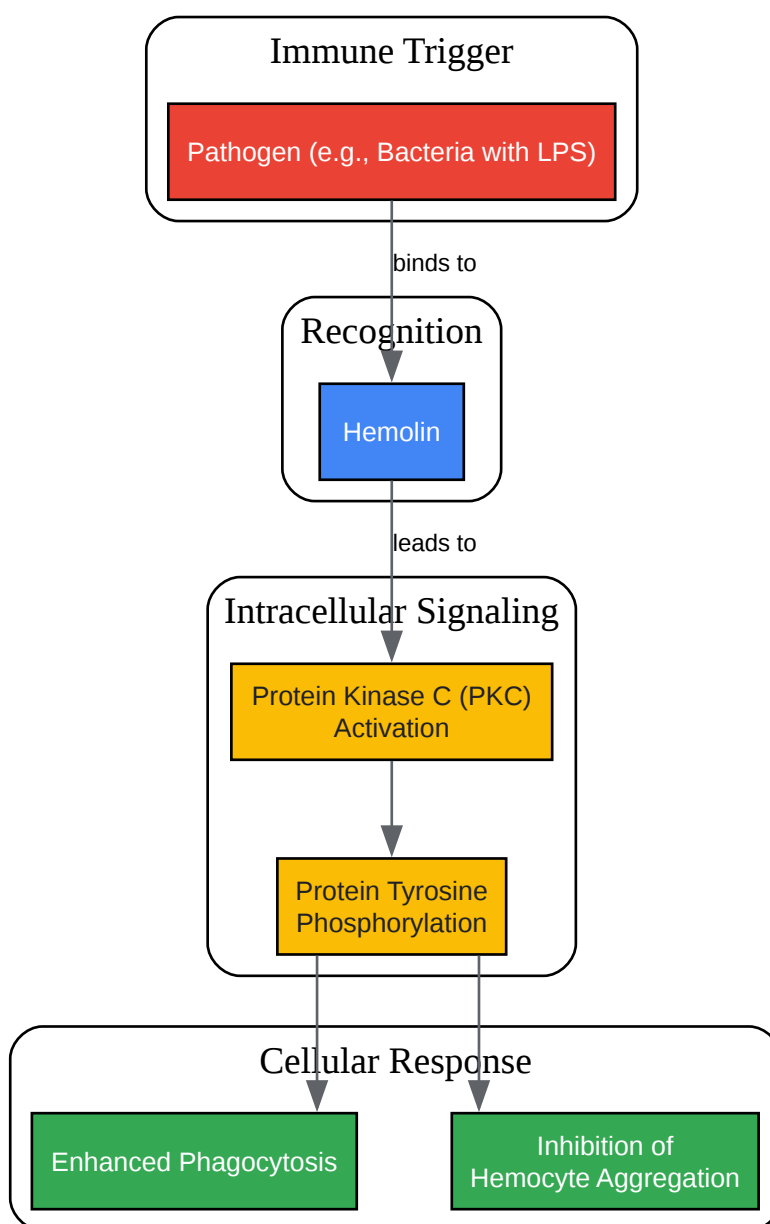 Immune Trigger
Pathogen (e.g., Bacteria with LPS)
binds to
Recognition
Hemolin
leads to
Intracellular Signaling
Protein Kinase C (PKC)
Activation
Protein Tyrosine
Phosphorylation
Cellular Response
Enhanced Phagocytosis
Inhibition of
Hemocyte Aggregation